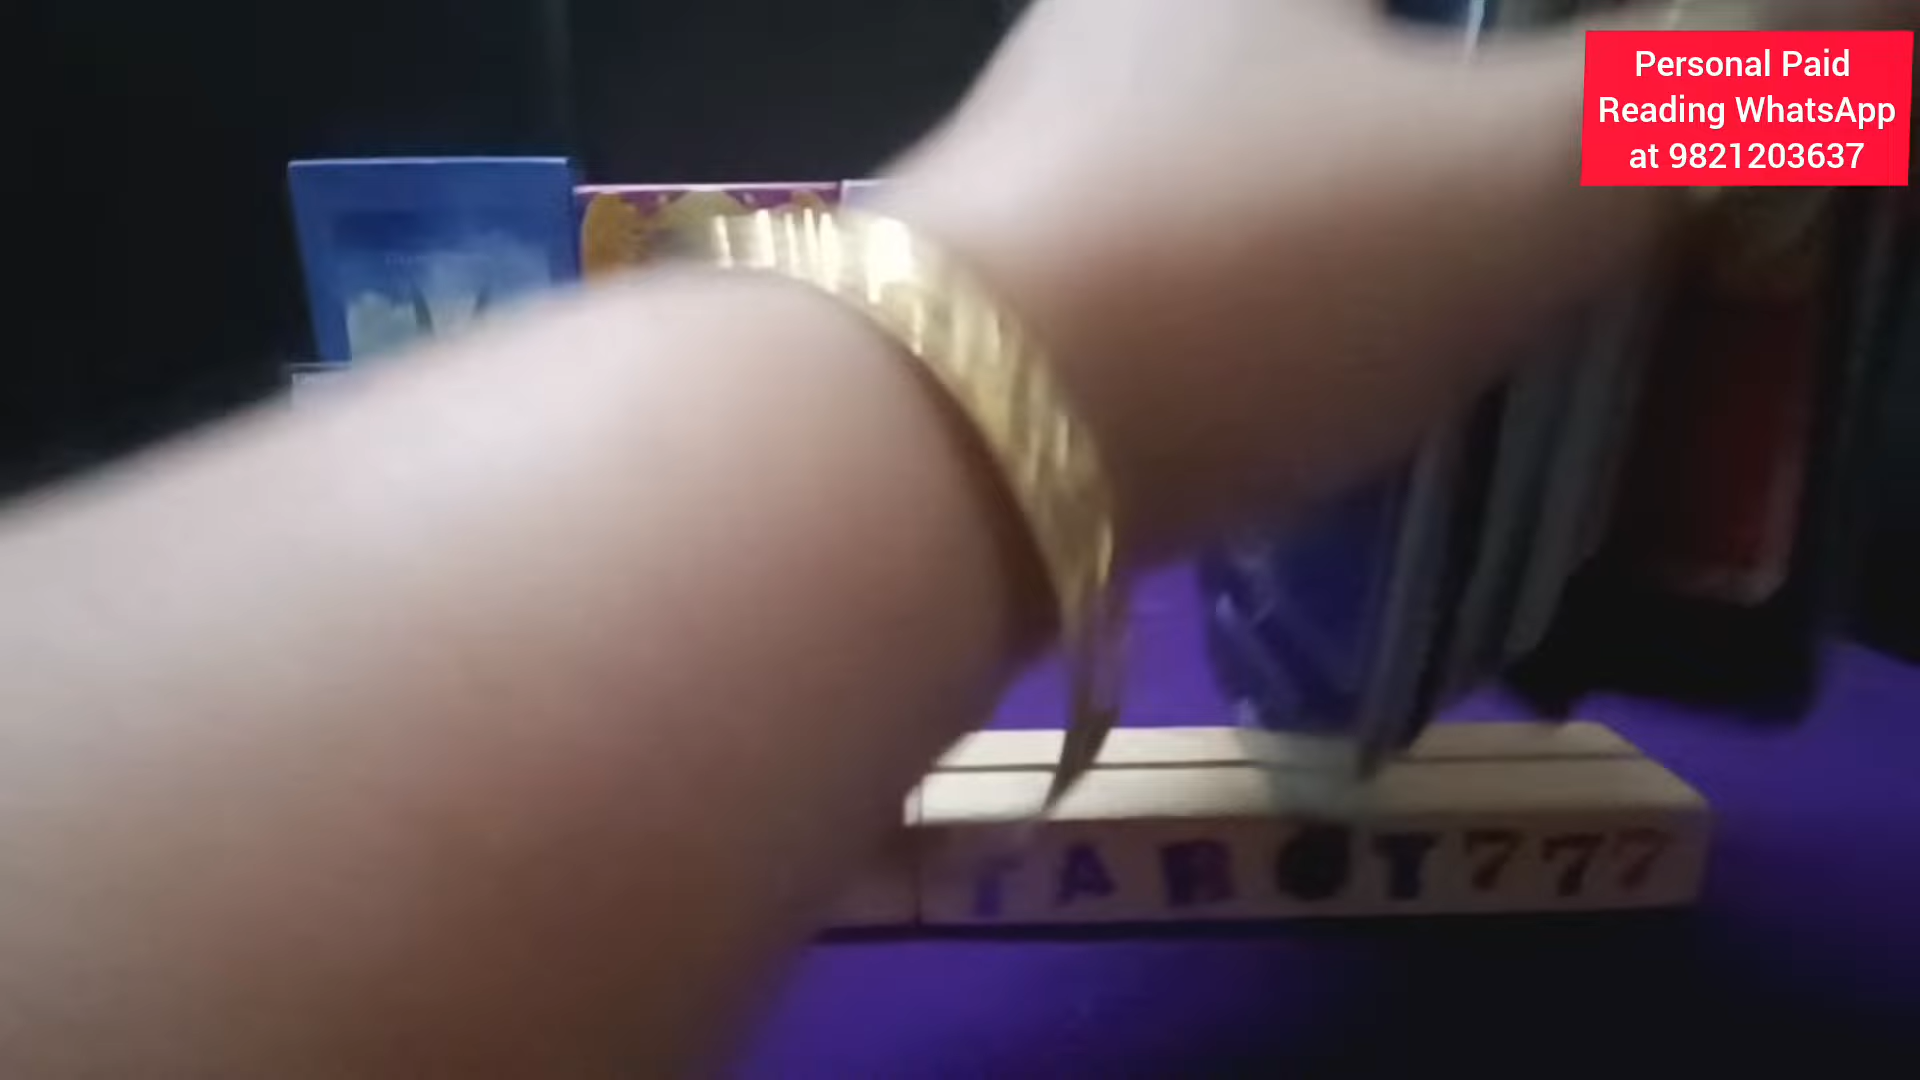 Personal Paid
Reading WhatsApp
at 9821203637
TAROT777